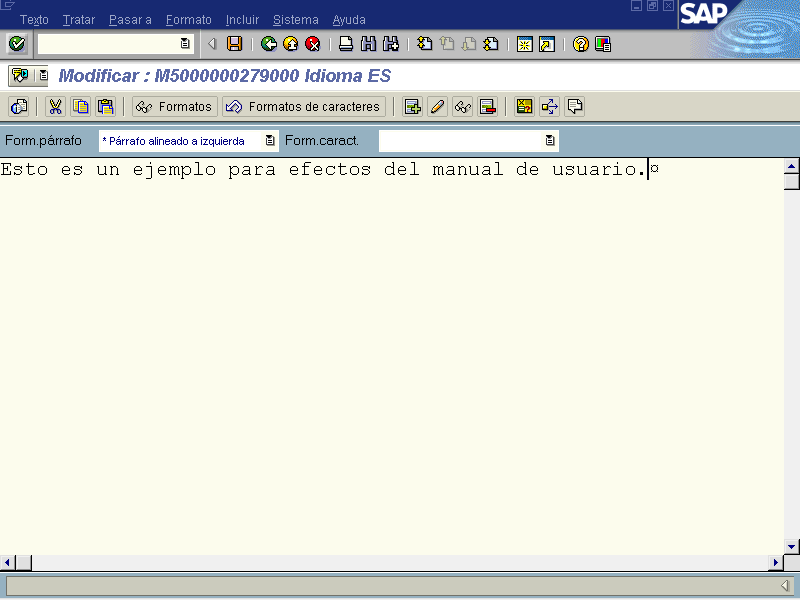 Texto Tratar Pasar a Formato Incluir Sistema Ayuda
SAP
Modificar : M5000000279000 Idioma ES
Formatos Formatos de caracteres
Form.párrafo * Párrafo alineado a izquierda Form.caract.
Esto es un ejemplo para efectos del manual de usuario.¤